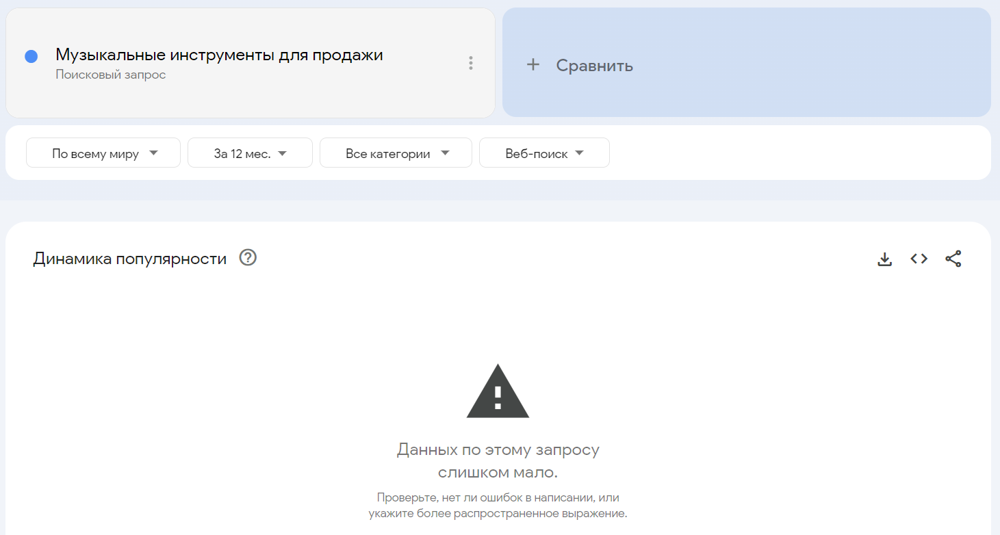 Музыкальные инструменты для продажи
Поисковый запрос
+ Сравнить
По всему миру
За 12 мес.
Все категории
Веб-поиск
Динамика популярности
Данных по этому запросу
слишком мало.
Проверьте, нет ли ошибок в написании, или
укажите более распространенное выражение.